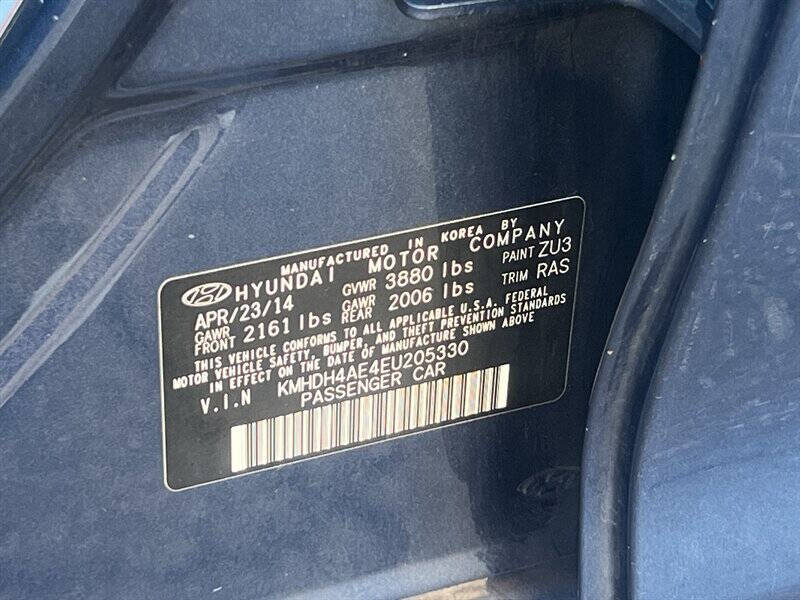 MANUFACTURED IN KOREA BY
HYUNDAI MOTOR COMPANY
APR/23/14 GVWR 3880 lbs PAINT ZU3
GAWR FRONT 2161 lbs GAWR REAR 2006 lbs TRIM RAS
THIS VEHICLE CONFORMS TO ALL APPLICABLE U.S.A. FEDERAL
MOTOR VEHICLE SAFETY, BUMPER, AND THEFT PREVENTION STANDARDS
IN EFFECT ON THE DATE OF MANUFACTURE SHOWN ABOVE
V.I.N KMHDH4AE4EU205330
PASSENGER CAR